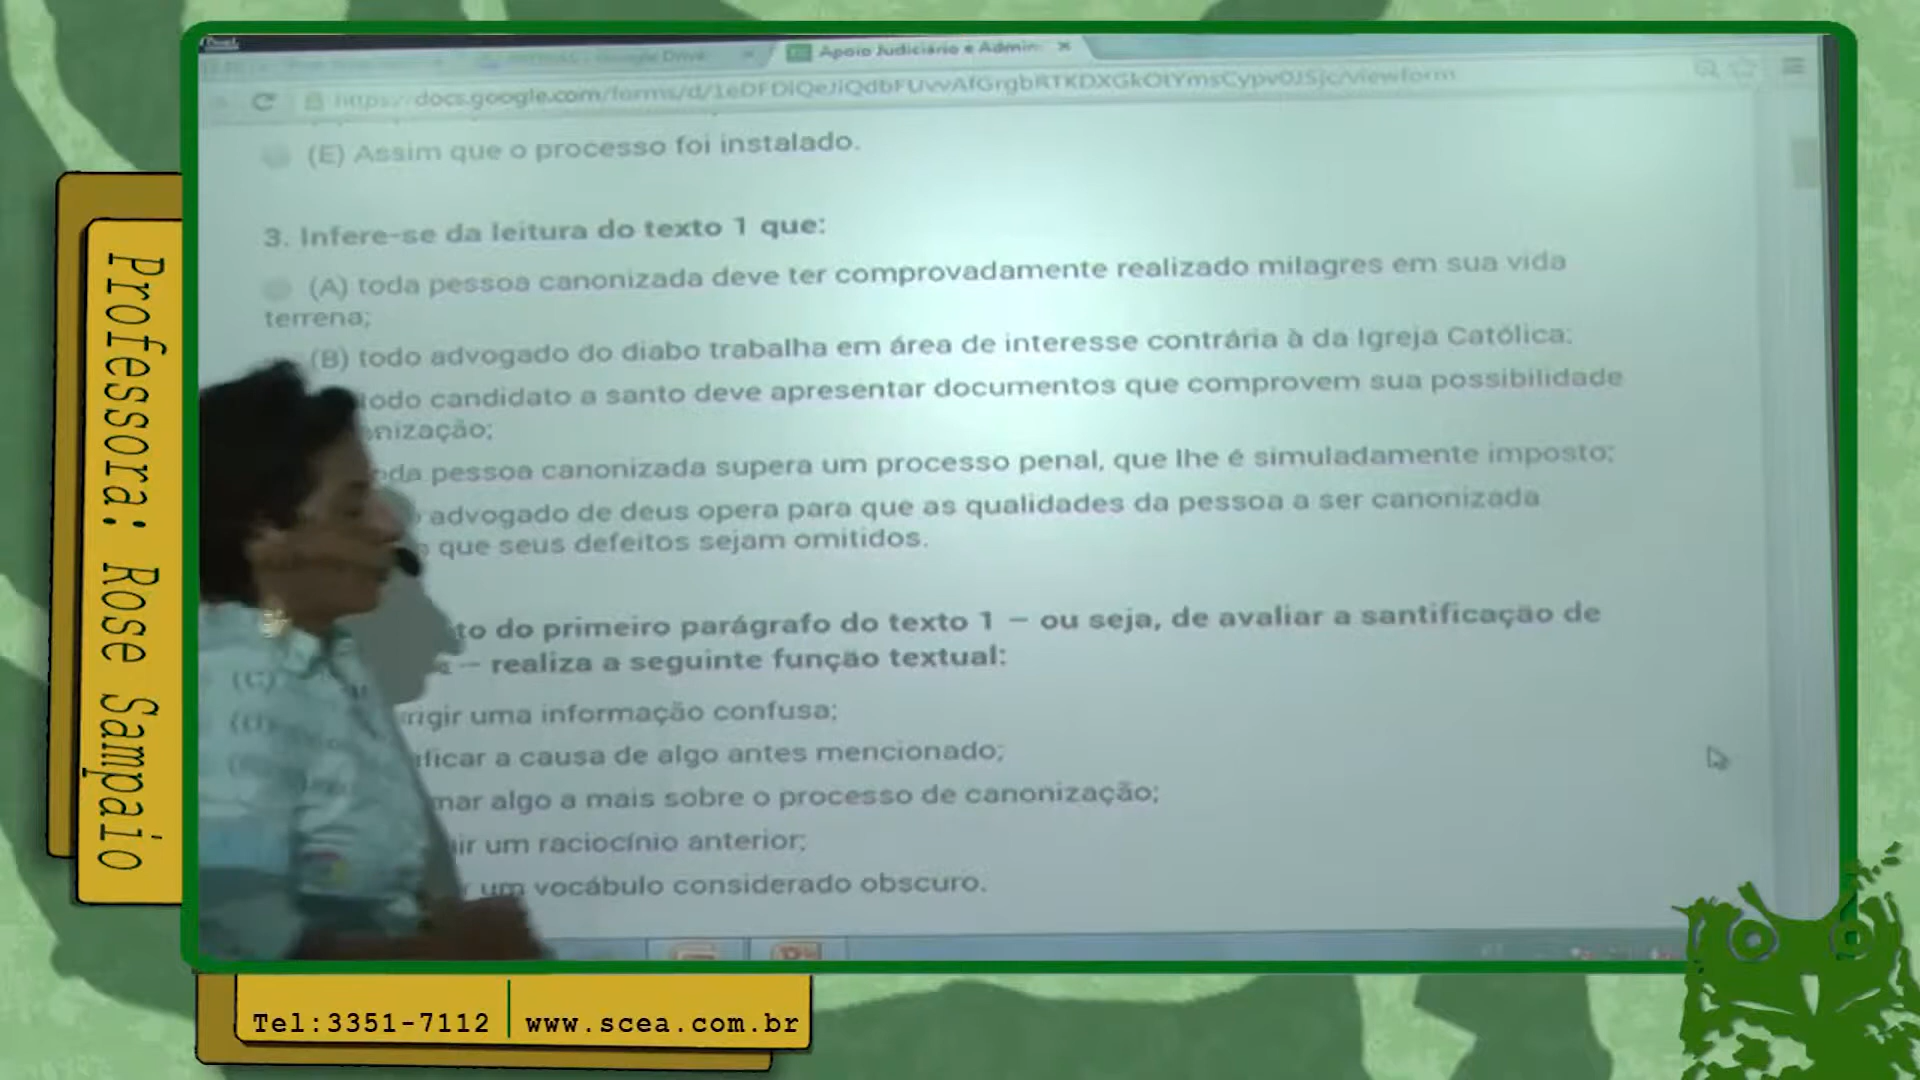 Apoio Judiciário e Admin
https://docs.google.com/forms/d/
(E) Assim que o processo foi instalado.
3. Infere-se da leitura do texto 1 que:
(A) toda pessoa canonizada deve ter comprovadamente realizado milagres em sua vida
terrena;
(B) todo advogado do diabo trabalha em área de interesse contrária à da Igreja Católica;
todo candidato a santo deve apresentar documentos que comprovem sua possibilidade
nização;
da pessoa canonizada supera um processo penal, que lhe é simuladamente imposto;
advogado de deus opera para que as qualidades da pessoa a ser canonizada
que seus defeitos sejam omitidos.
to do primeiro parágrafo do texto 1 – ou seja, de avaliar a santificação de
– realiza a seguinte função textual:
rigir uma informação confusa;
ificar a causa de algo antes mencionado;
mar algo a mais sobre o processo de canonização;
ir um raciocínio anterior;
um vocábulo considerado obscuro.
Professora: Rose Sampaio
Tel:3351-7112 www.scea.com.br